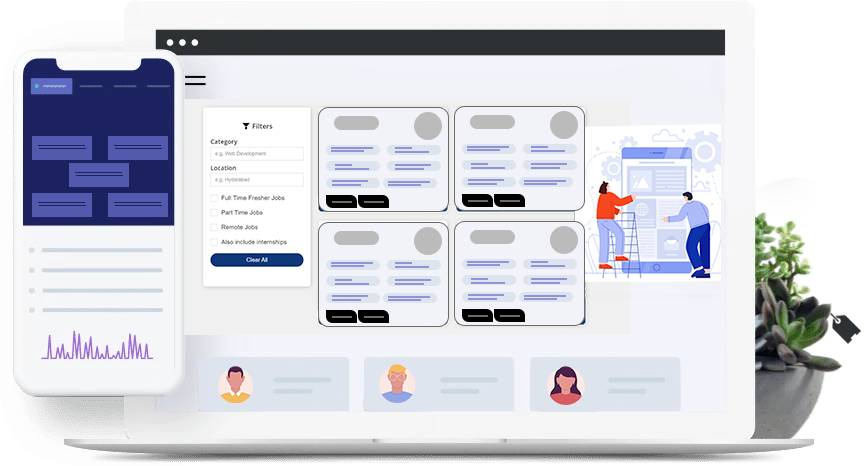 Filters
Category
e.g. Web Development
Location
e.g. Hyderabad
Full Time Fresher Jobs
Part Time Jobs
Remote Jobs
Also include internships
Clear All